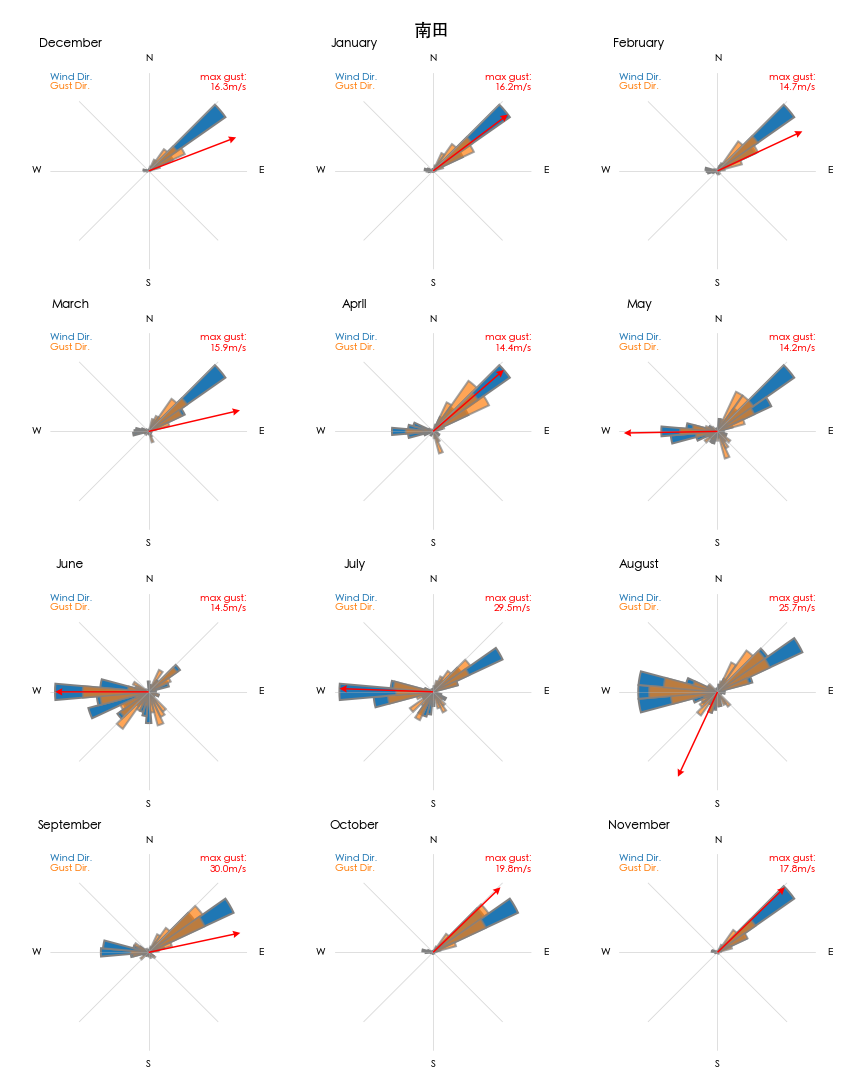 南田
December
N
Wind Dir.
Gust Dir.
max gust:
16.3m/s
W
E
S
January
N
Wind Dir.
Gust Dir.
max gust:
16.2m/s
W
E
S
February
N
Wind Dir.
Gust Dir.
max gust:
14.7m/s
W
E
S
March
N
Wind Dir.
Gust Dir.
max gust:
15.9m/s
W
E
S
April
N
Wind Dir.
Gust Dir.
max gust:
14.4m/s
W
E
S
May
N
Wind Dir.
Gust Dir.
max gust:
14.2m/s
W
E
S
June
N
Wind Dir.
Gust Dir.
max gust:
14.5m/s
W
E
S
July
N
Wind Dir.
Gust Dir.
max gust:
29.5m/s
W
E
S
August
N
Wind Dir.
Gust Dir.
max gust:
25.7m/s
W
E
S
September
N
Wind Dir.
Gust Dir.
max gust:
30.0m/s
W
E
S
October
N
Wind Dir.
Gust Dir.
max gust:
19.8m/s
W
E
S
November
N
Wind Dir.
Gust Dir.
max gust:
17.8m/s
W
E
S